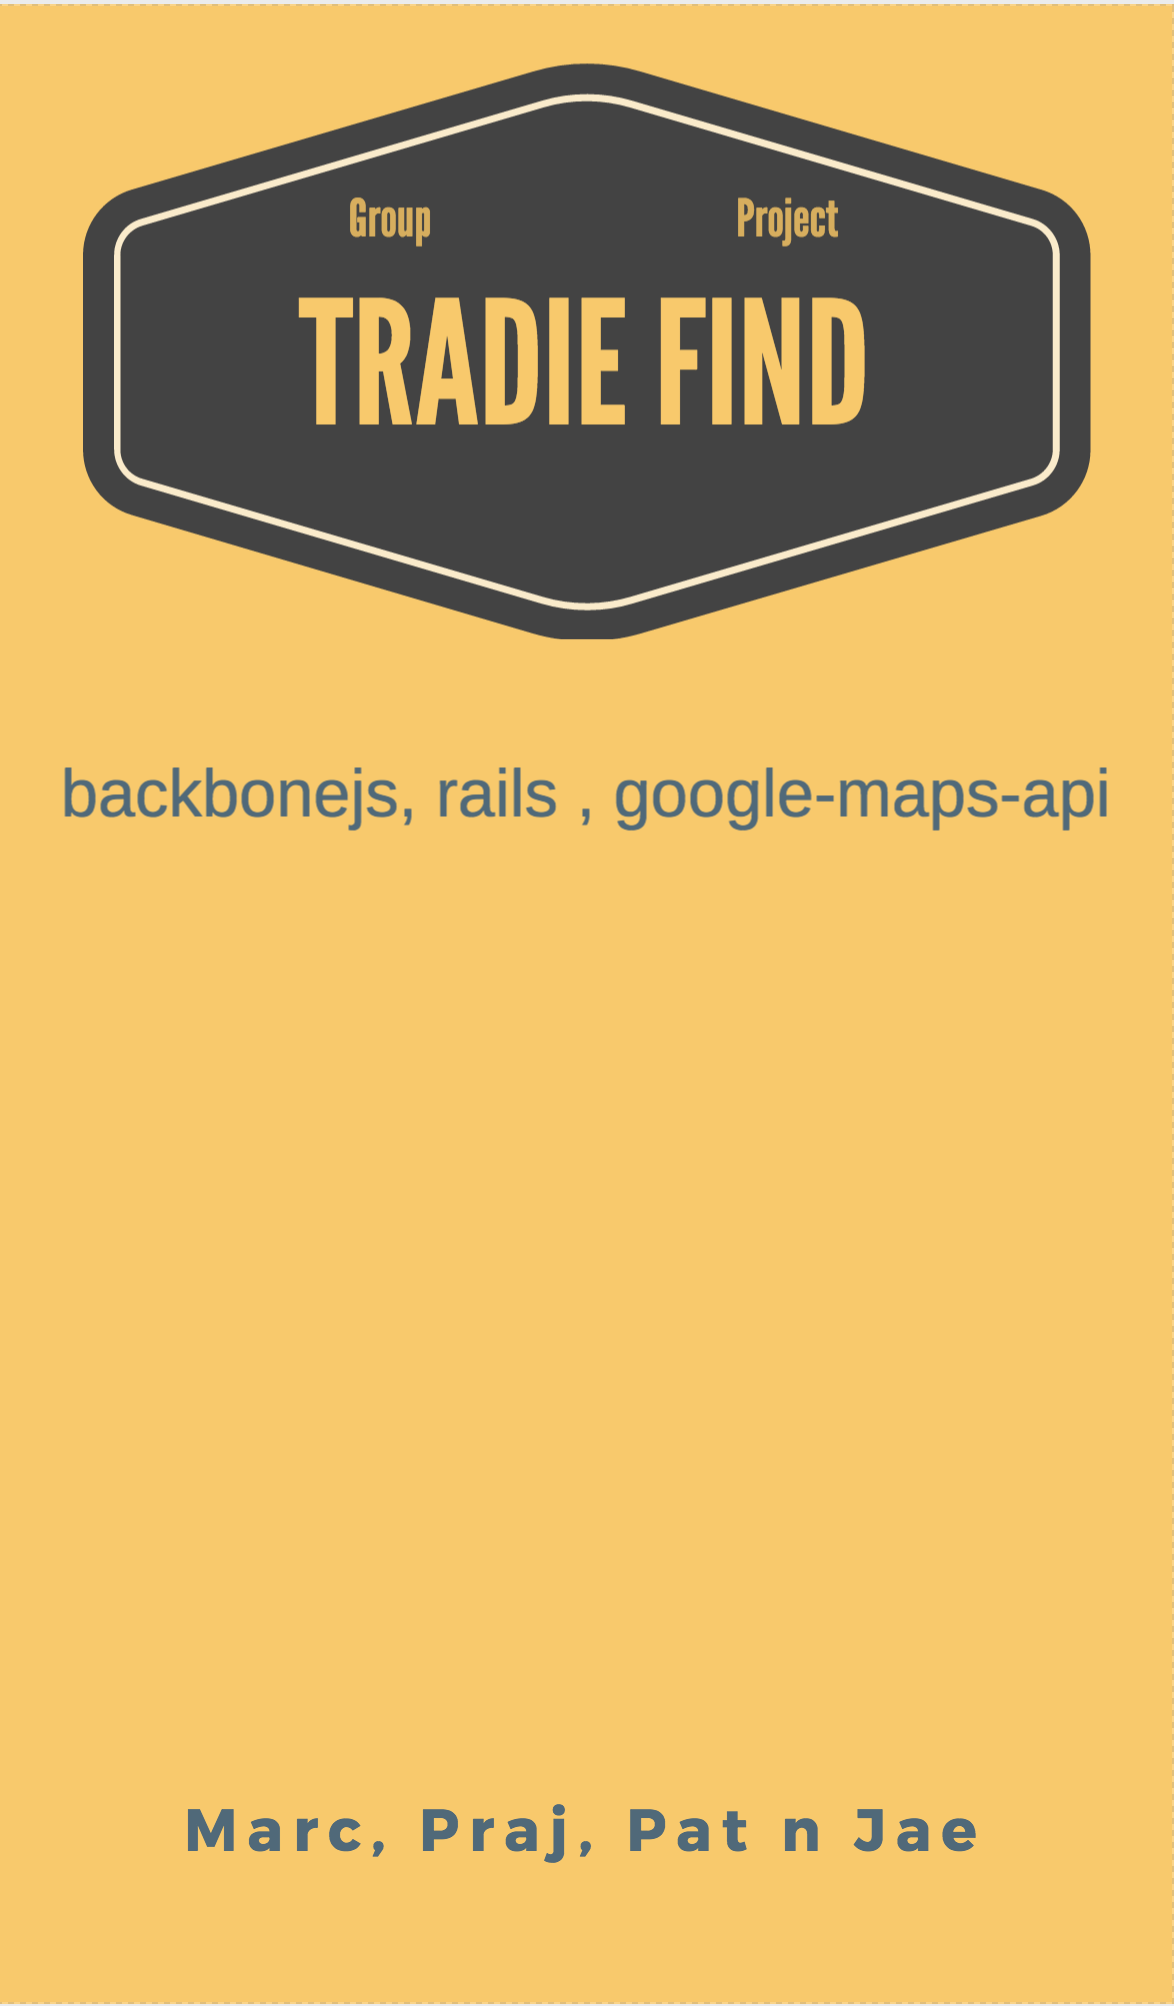 Group Project
TRADIE FIND
backbonejs, rails , google-maps-api
Marc, Praj, Pat n Jae